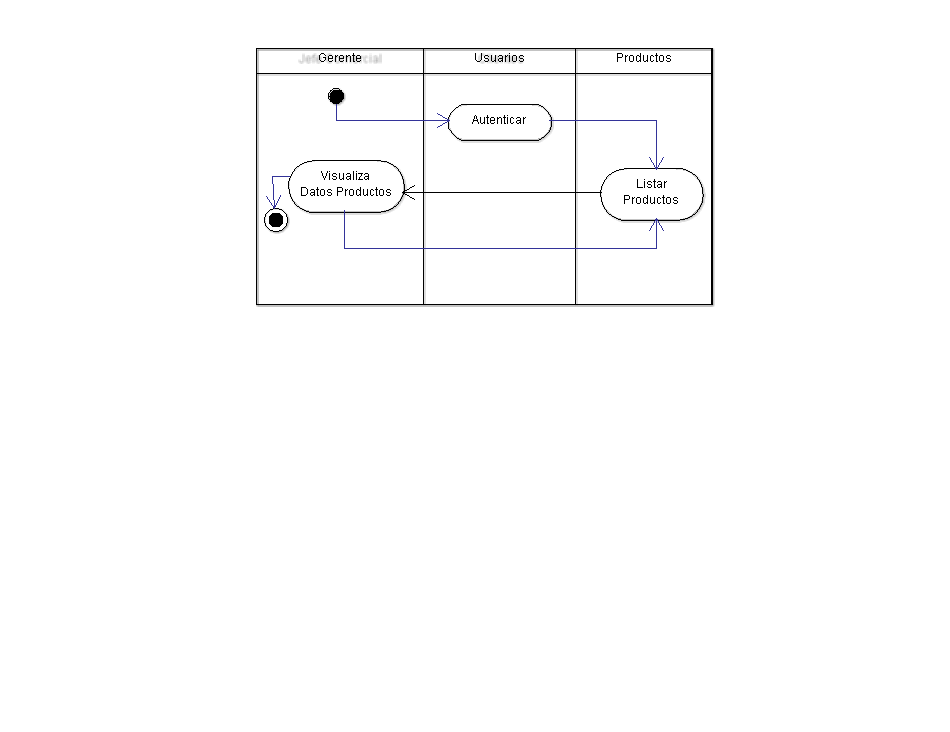 Gerente
Usuarios
Productos
Autenticar
Visualiza
Datos Productos
Listar
Productos